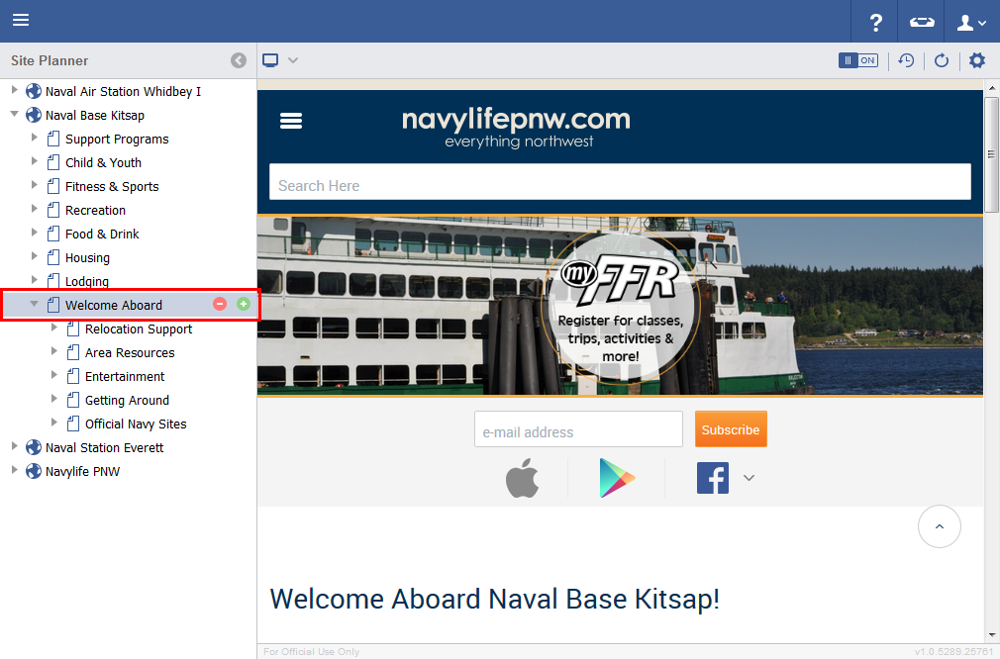 ?
Site Planner
ON
Naval Air Station Whidbey I
Naval Base Kitsap
Support Programs
Child & Youth
Fitness & Sports
Recreation
Food & Drink
Housing
Lodging
Welcome Aboard
Relocation Support
Area Resources
Entertainment
Getting Around
Official Navy Sites
Naval Station Everett
Navylife PNW
navylifepnw.com
everything northwest
Search Here
my FFR
Register for classes,
trips, activities &
more!
e-mail address
Subscribe
Welcome Aboard Naval Base Kitsap!
For Official Use Only
v1.0.5289.25761